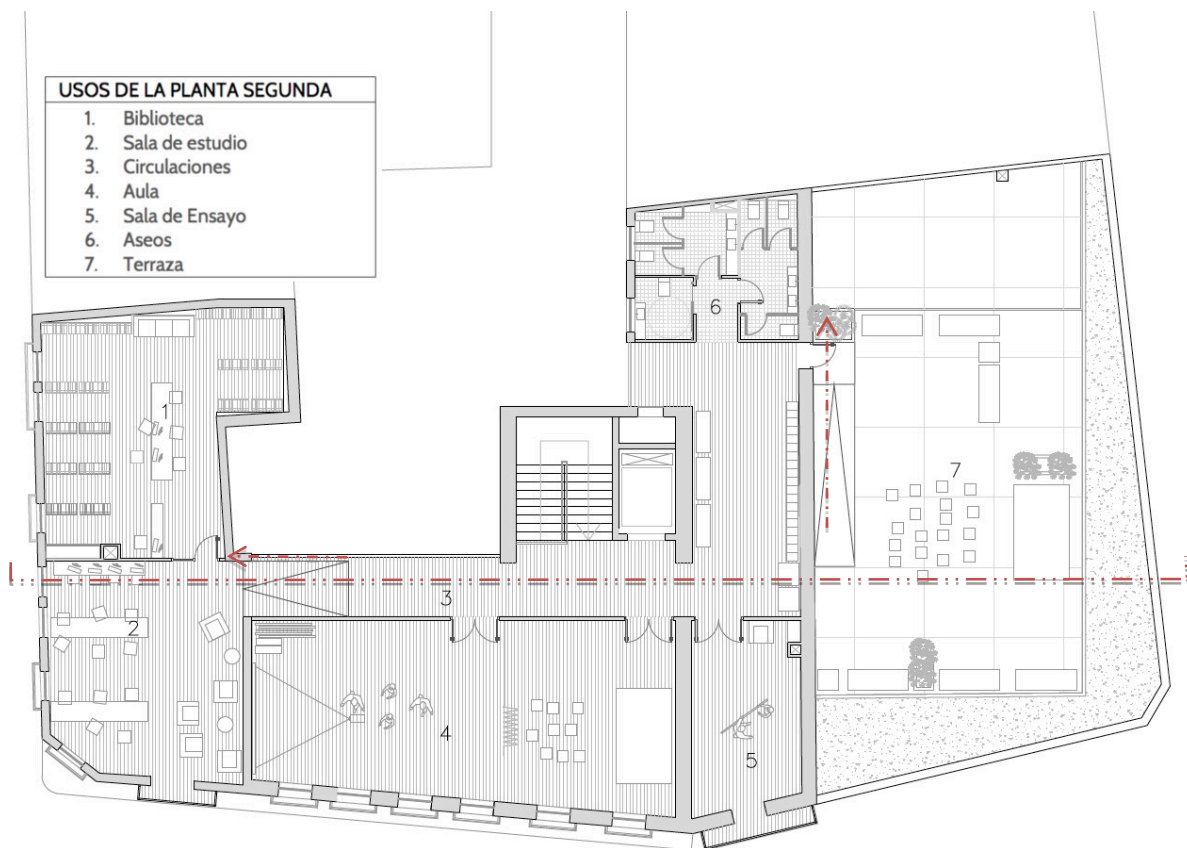 USOS DE LA PLANTA SEGUNDA
1. Biblioteca
2. Sala de estudio
3. Circulaciones
4. Aula
5. Sala de Ensayo
6. Aseos
7. Terraza
6
1
7
3
2
4
5